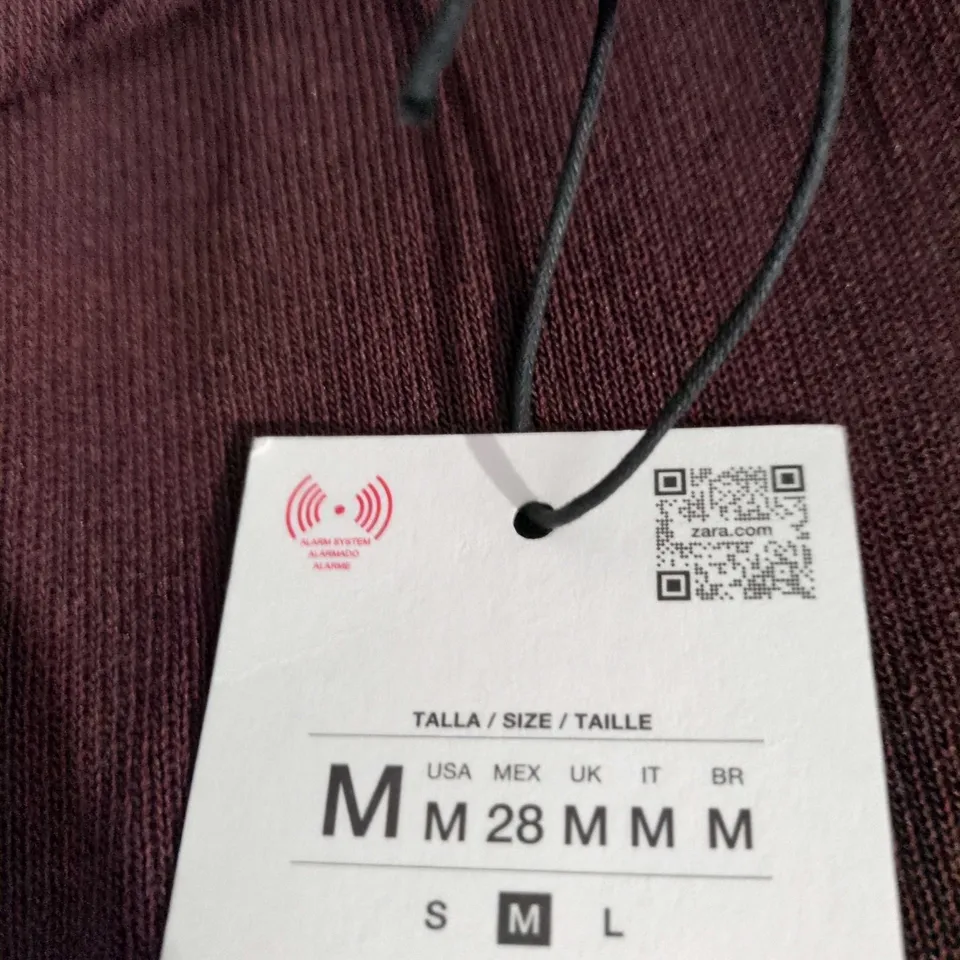 ALARM SYSTEM
ALARMADO
ALARME
zara.com
TALLA / SIZE / TAILLE
M
USA MEX UK IT BR
M 28 M M M
S M L